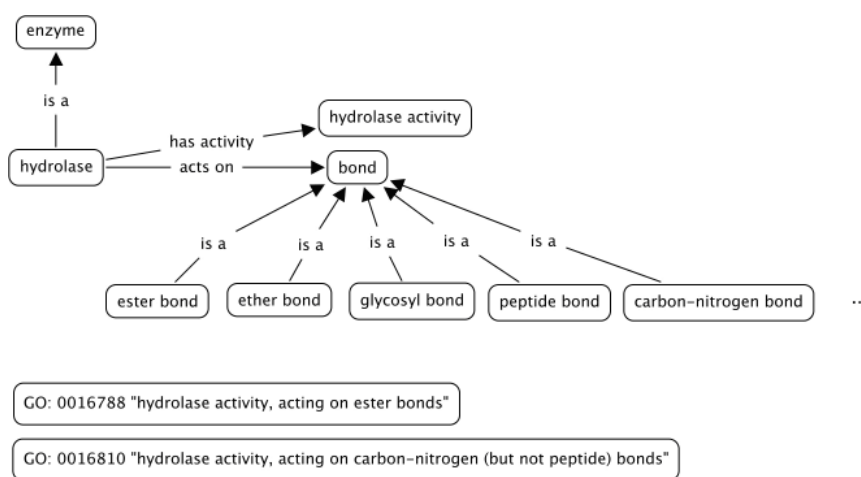 enzyme
is a
hydrolase activity
has activity
hydrolase
acts on
bond
is a
is a
is a
is a
is a
ester bond
ether bond
glycosyl bond
peptide bond
carbon-nitrogen bond
..
GO: 0016788 "hydrolase activity, acting on ester bonds"
GO: 0016810 "hydrolase activity, acting on carbon-nitrogen (but not peptide) bonds"